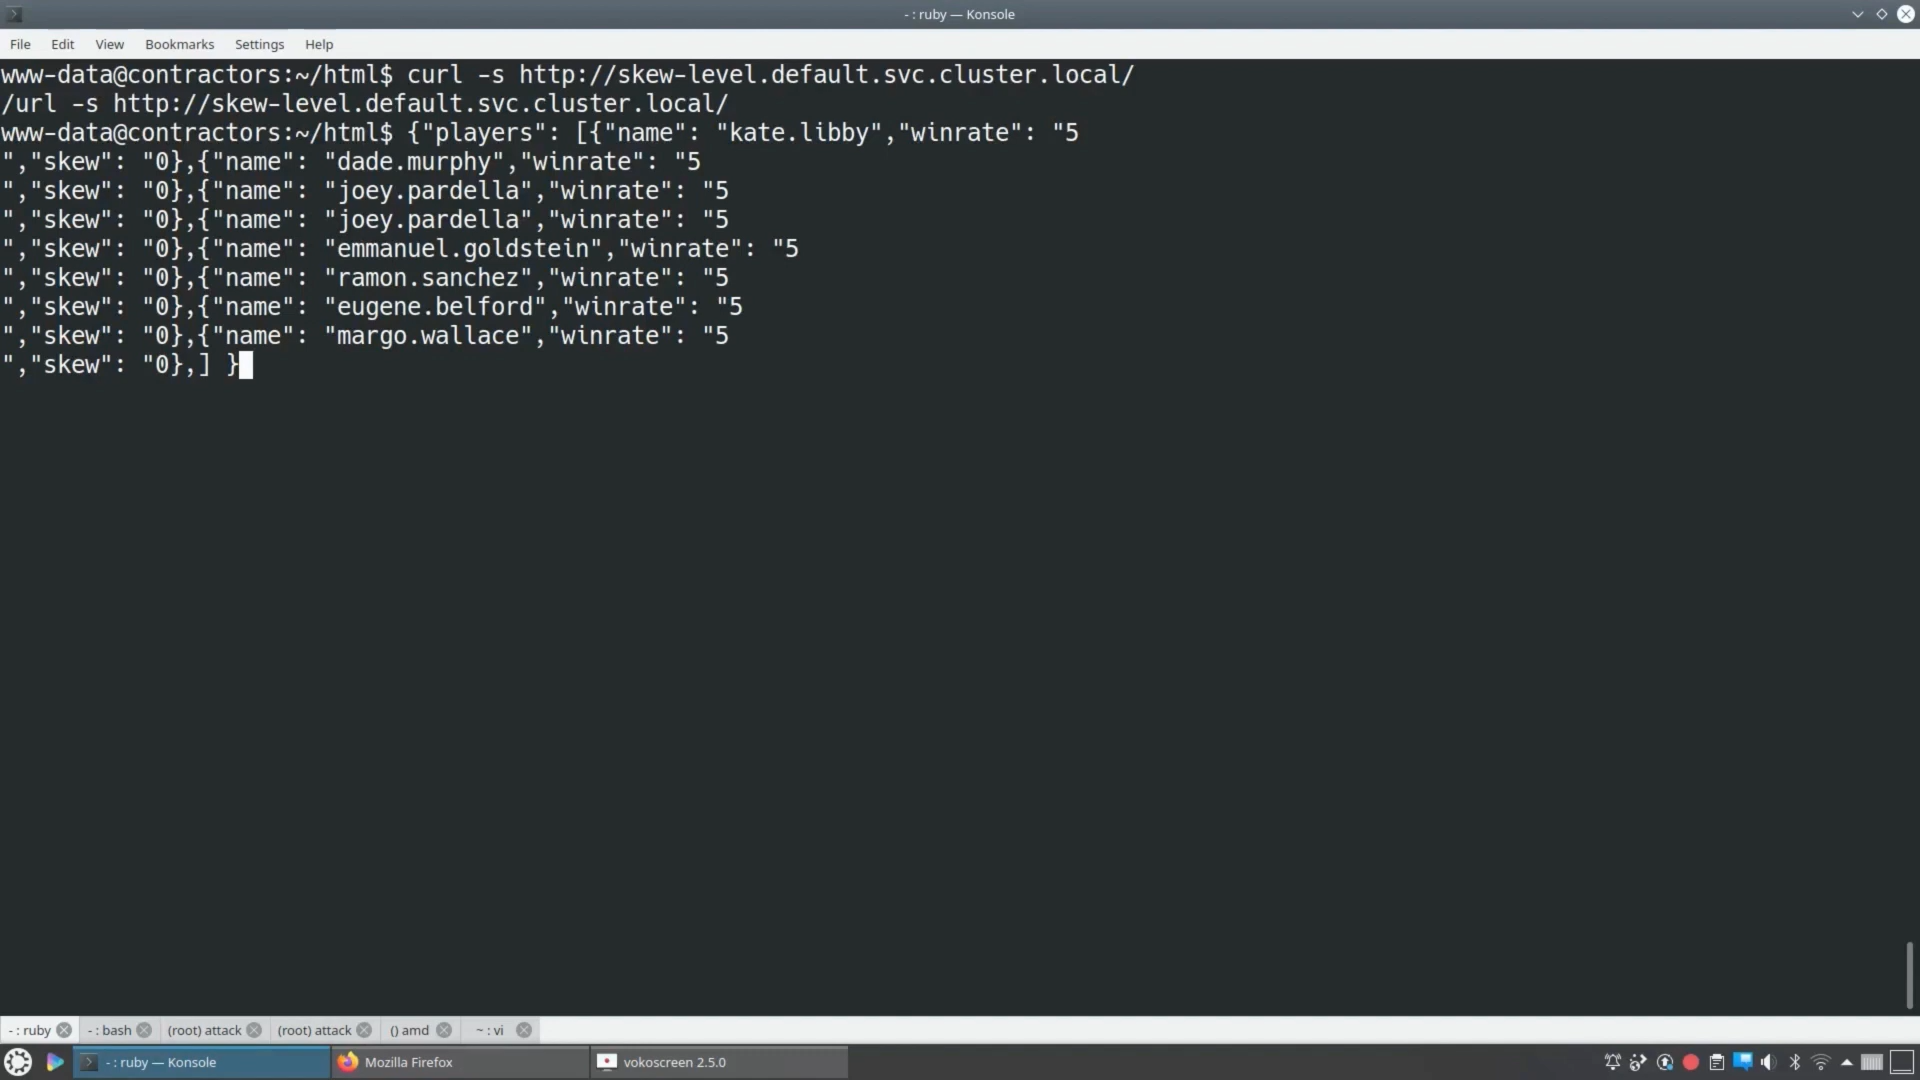 - : ruby — Konsole
File Edit View Bookmarks Settings Help
www-data@contractors:~/html$ curl -s http://skew-level.default.svc.cluster.local/
/url -s http://skew-level.default.svc.cluster.local/
www-data@contractors:~/html$ {"players": [{"name": "kate.libby","winrate": "5
","skew": "0},{"name": "dade.murphy","winrate": "5
","skew": "0},{"name": "joey.pardella","winrate": "5
","skew": "0},{"name": "joey.pardella","winrate": "5
","skew": "0},{"name": "emmanuel.goldstein","winrate": "5
","skew": "0},{"name": "ramon.sanchez","winrate": "5
","skew": "0},{"name": "eugene.belford","winrate": "5
","skew": "0},{"name": "margo.wallace","winrate": "5
","skew": "0},] }
- : ruby - : bash (root) attack (root) attack () amd ~ : vi
- : ruby — Konsole Mozilla Firefox vokoscreen 2.5.0